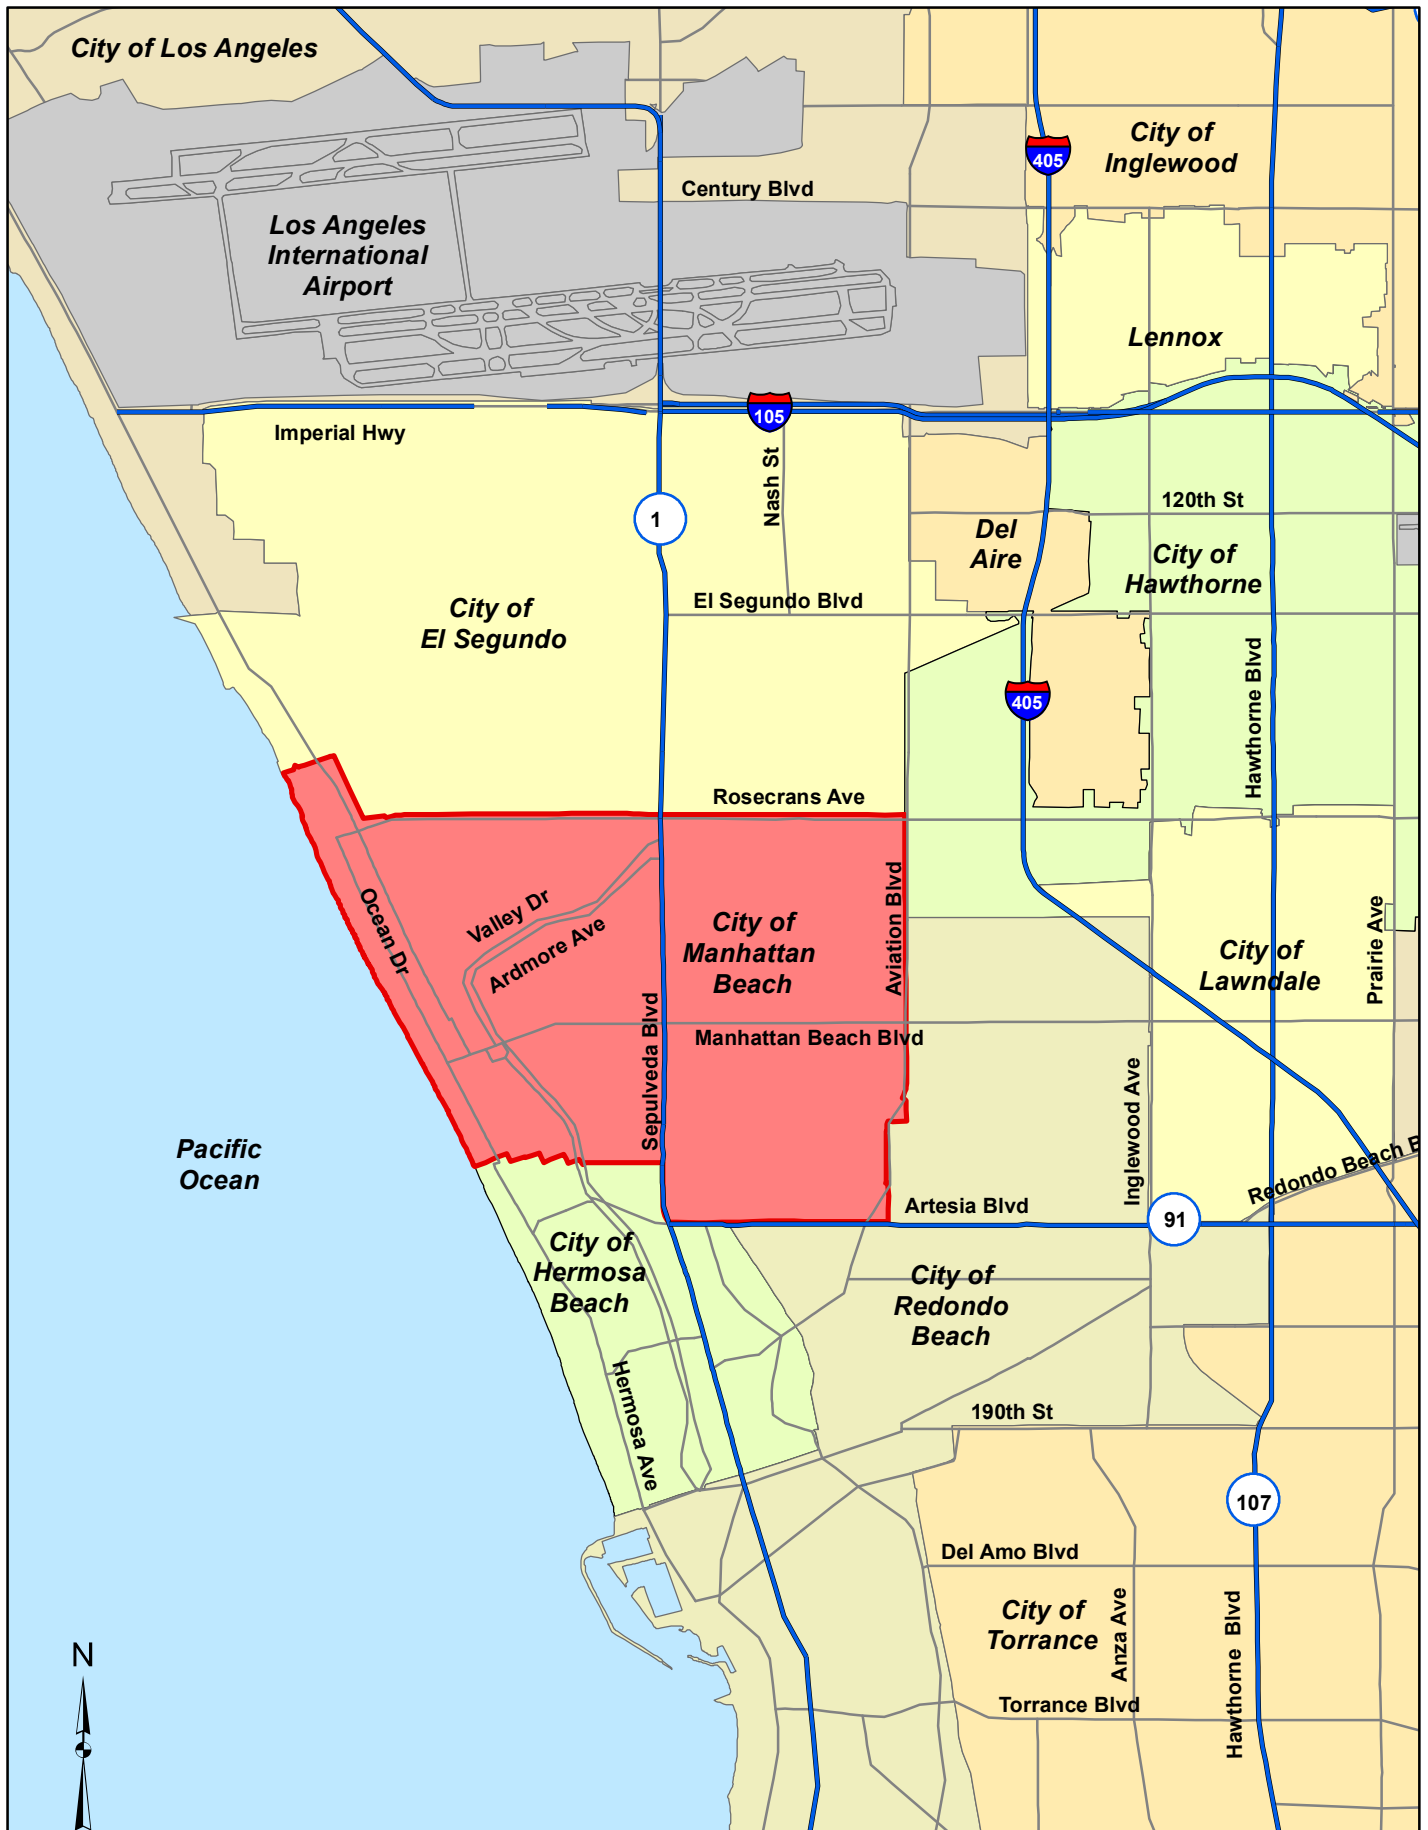 City of Los Angeles
City of
Inglewood
405
Century Blvd
Los Angeles
International
Airport
Lennox
105
Imperial Hwy
Nash St
120th St
1
Del
Aire
City of
Hawthorne
City of
El Segundo
El Segundo Blvd
405
Hawthorne Blvd
Rosecrans Ave
Ocean Dr
Valley Dr
Ardmore Ave
City of
Manhattan
Beach
Aviation Blvd
City of
Lawndale
Prairie Ave
Sepulveda Blvd
Manhattan Beach Blvd
Inglewood Ave
Pacific
Ocean
Redondo Beach B
Artesia Blvd
91
City of
Hermosa
Beach
City of
Redondo
Beach
Hermosa Ave
190th St
107
Del Amo Blvd
City of
Torrance
Anza Ave
Hawthorne Blvd
N
Torrance Blvd